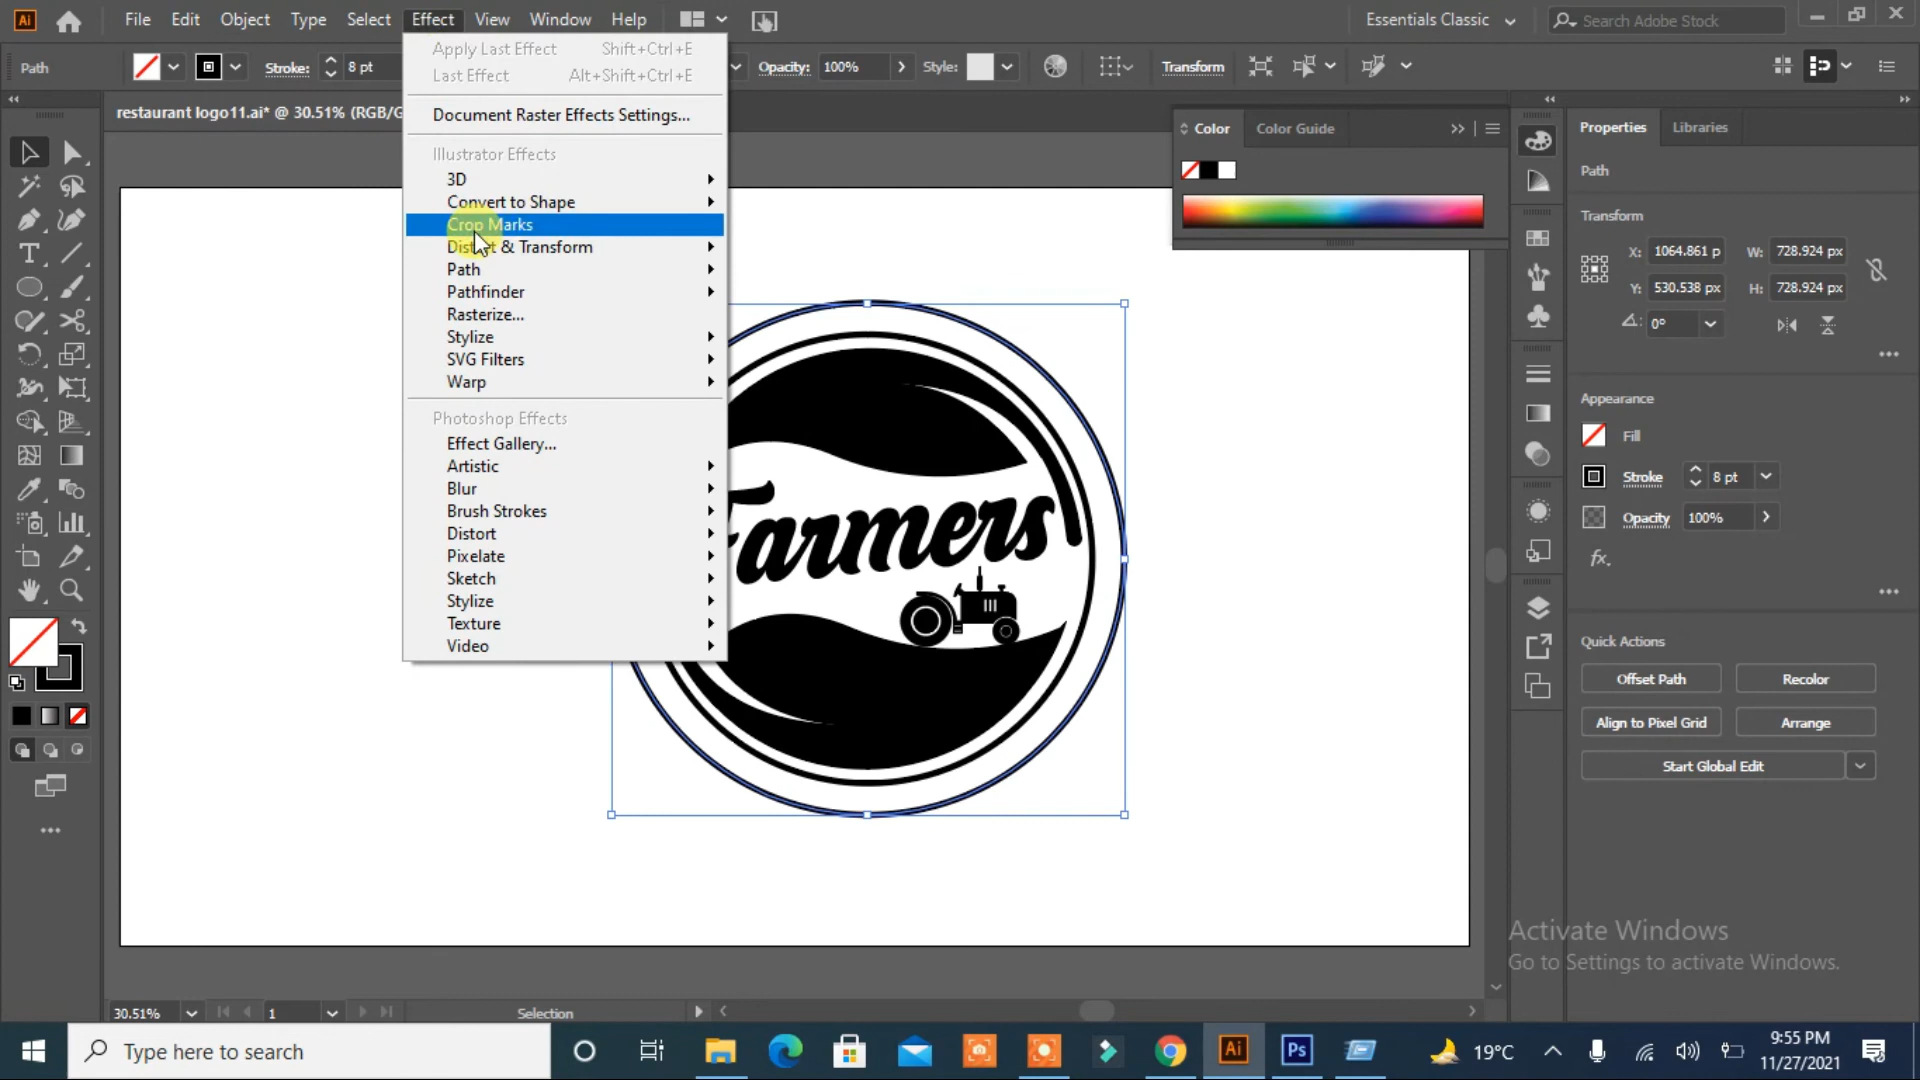 Ai File Edit Object Type Select Effect View Window Help Essentials Classic Search Adobe Stock
Path Stroke: 8 pt Opacity: 100% Style: Transform
Apply Last Effect Shift+Ctrl+E
Last Effect Alt+Shift+Ctrl+E
Document Raster Effects Settings...
Illustrator Effects
3D
Convert to Shape
Crop Marks
Distort & Transform
Path
Pathfinder
Rasterize...
Stylize
SVG Filters
Warp
Photoshop Effects
Effect Gallery...
Artistic
Blur
Brush Strokes
Distort
Pixelate
Sketch
Stylize
Texture
Video
restaurant logo11.ai* @ 30.51% (RGB/G
Color Color Guide
Farmers
Properties Libraries
Path
Transform
X: 1064.861 p W: 728.924 px
Y: 530.538 px H: 728.924 px
0°
Appearance
Fill
Stroke 8 pt
Opacity 100%
fx.
Quick Actions
Offset Path Recolor
Align to Pixel Grid Arrange
Start Global Edit
Activate Windows
Go to Settings to activate Windows.
30.51% 1 Selection
Type here to search Ai Ps 19°C 9:55 PM
11/27/2021